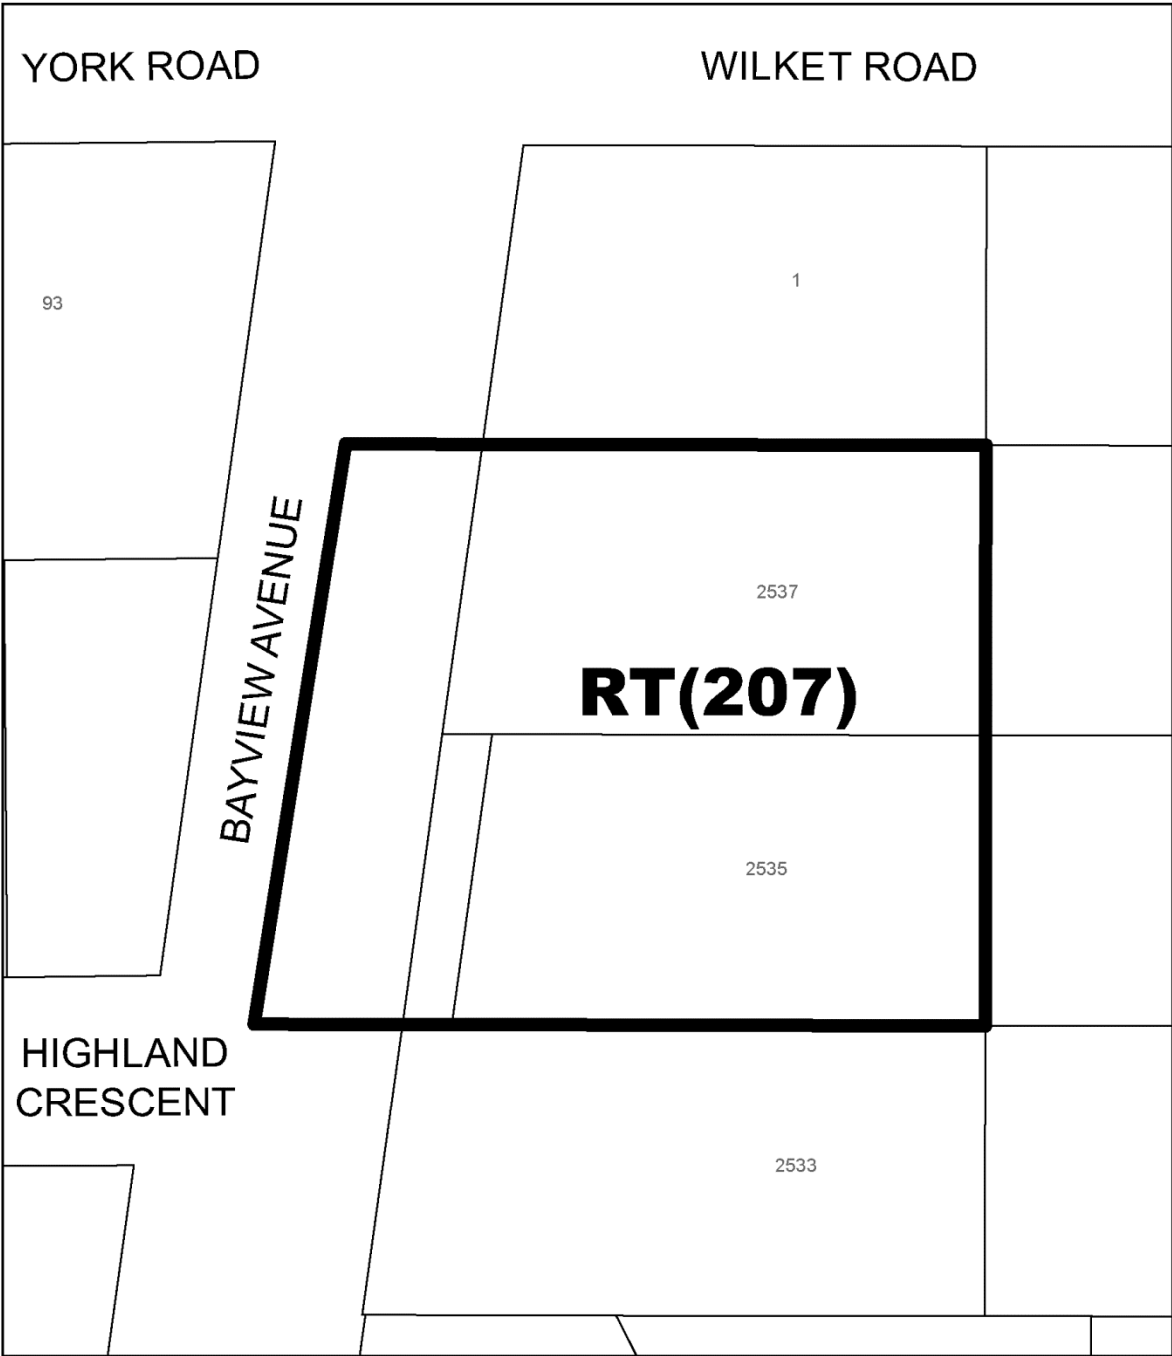 YORK ROAD
WILKET ROAD
1
93
BAYVIEW AVENUE
2537
RT(207)
2535
HIGHLAND
CRESCENT
2533